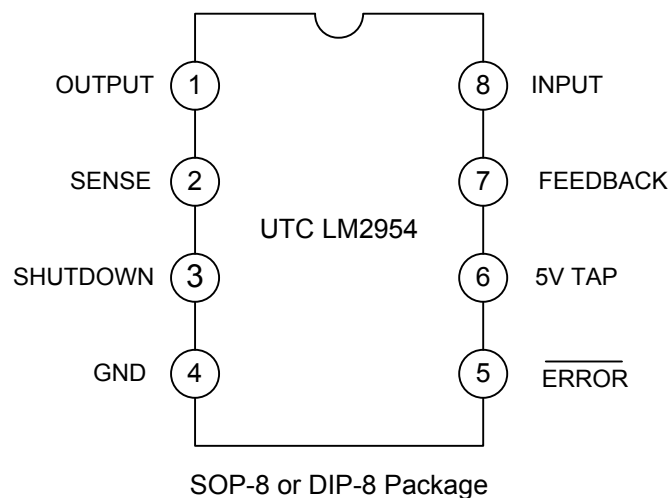 OUTPUT 1 8 INPUT
SENSE 2 7 FEEDBACK
UTC LM2954
SHUTDOWN 3 6 5V TAP
GND 4 5 ERROR
SOP-8 or DIP-8 Package